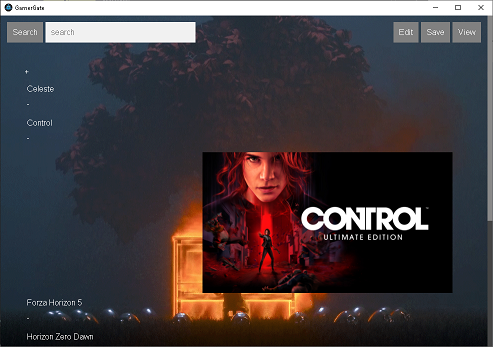 GamerGate
Search
search
Edit
Save
View
+
Celeste
-
Control
-
CONTROL
ULTIMATE EDITION
Forza Horizon 5
-
Horizon Zero Dawn